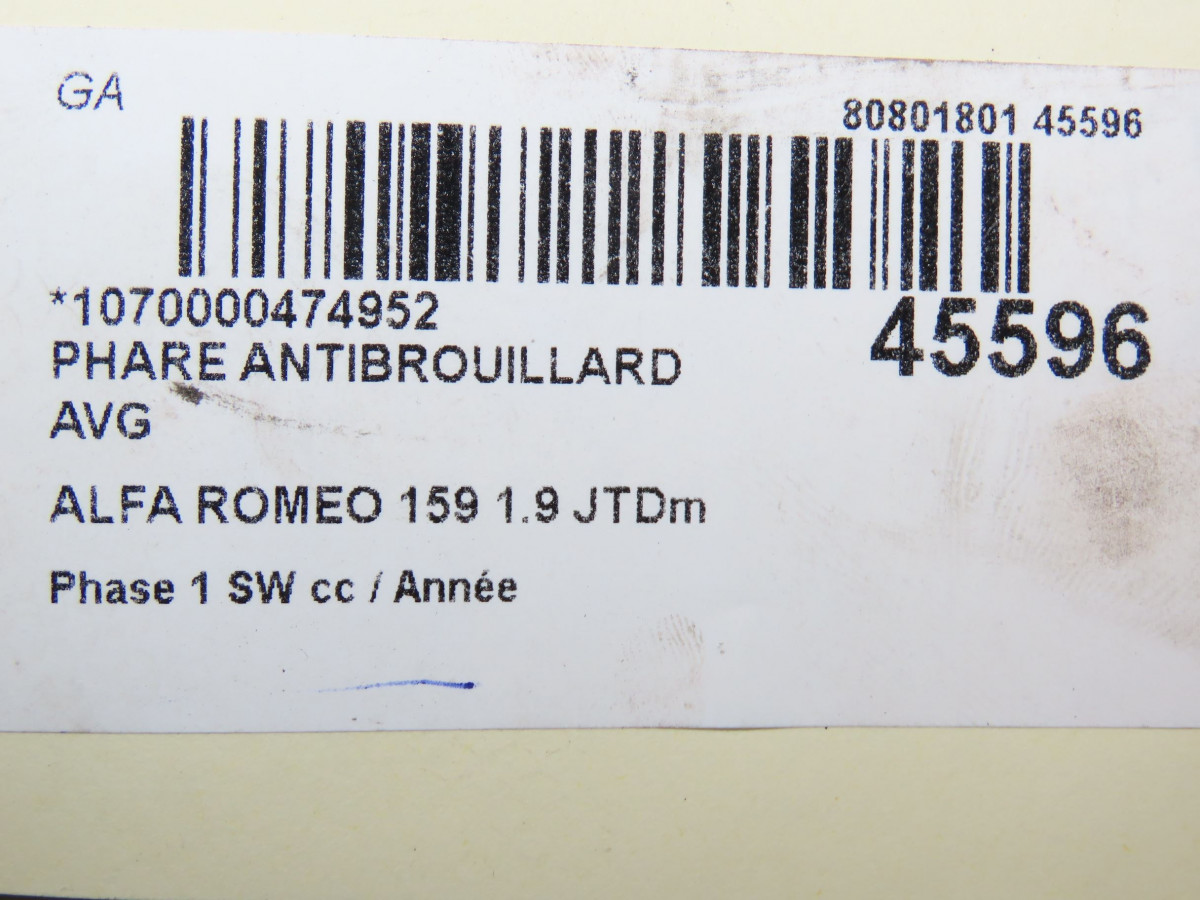 GA
80801801 45596
*1070000474952
45596
PHARE ANTIBROUILLARD
AVG
ALFA ROMEO 159 1.9 JTDm
Phase 1 SW cc / Année